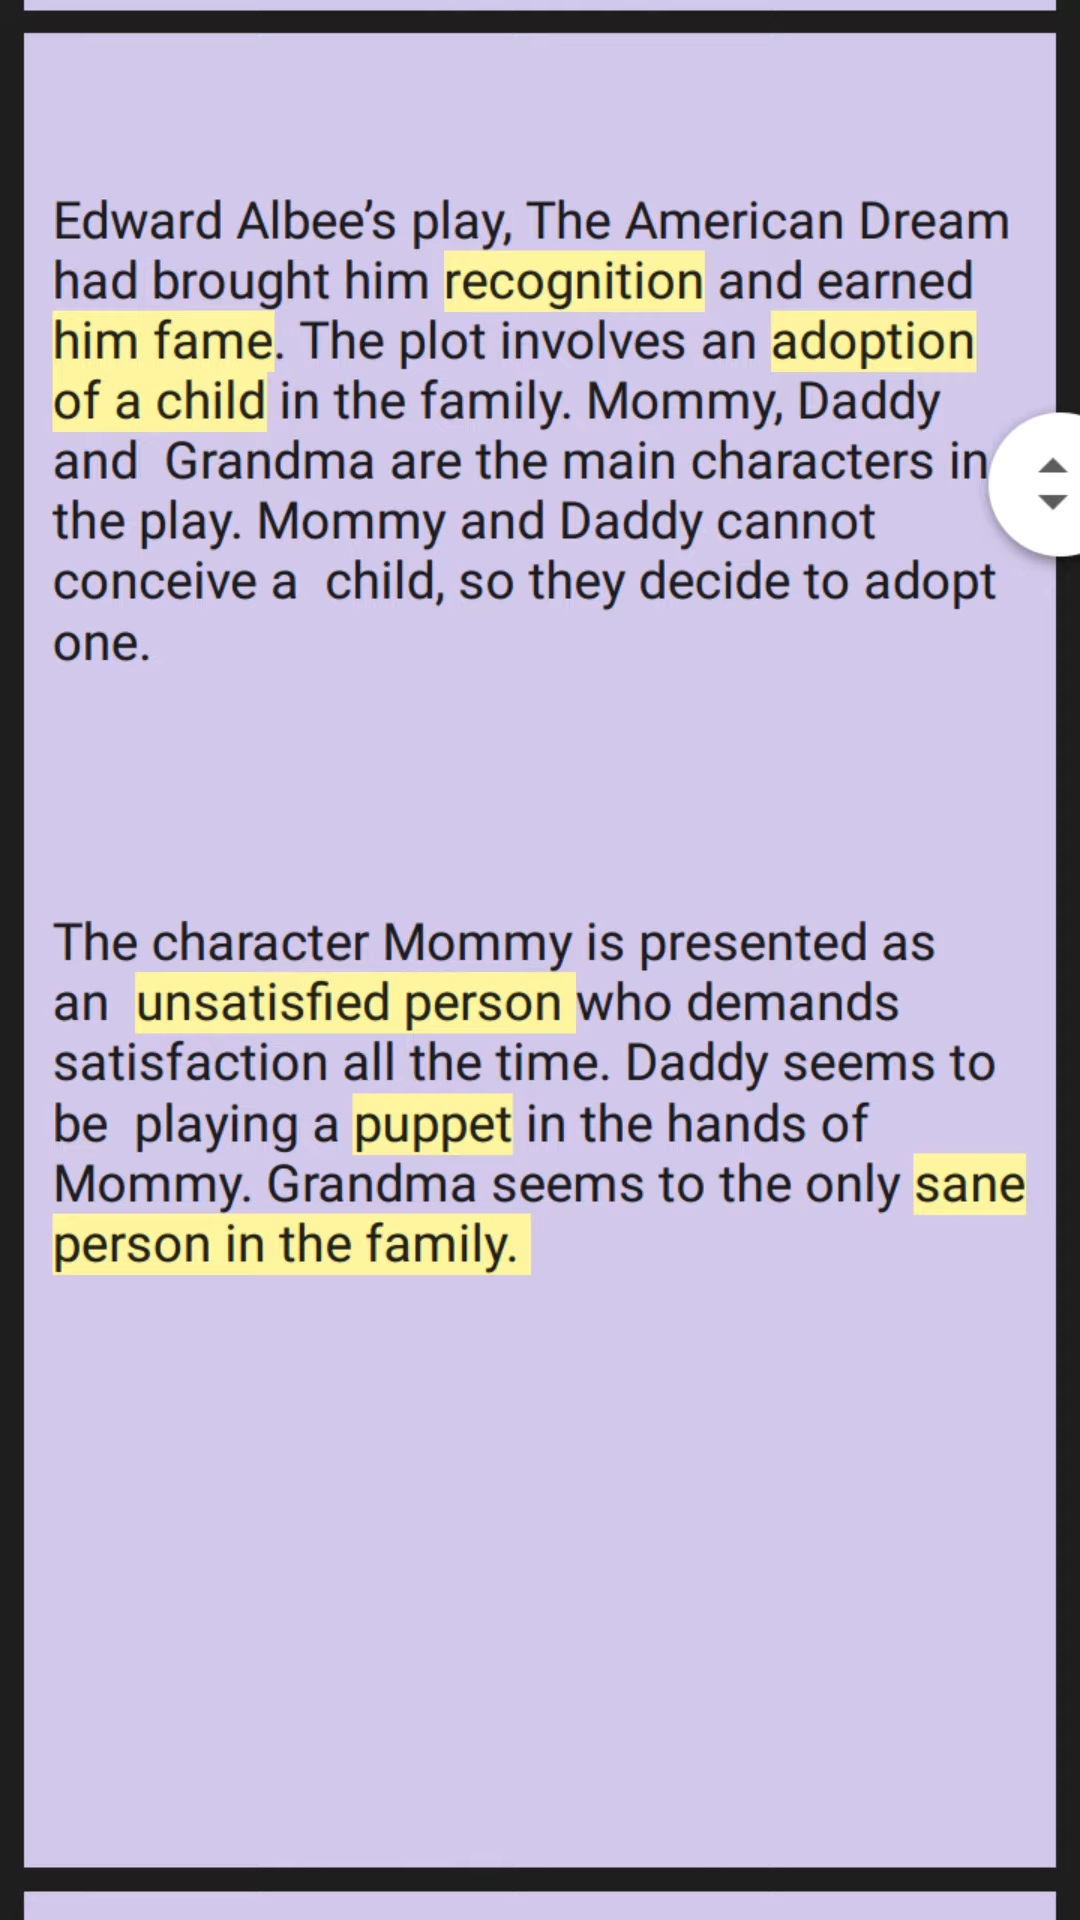 Edward Albee’s play, The American Dream
had brought him recognition and earned
him fame. The plot involves an adoption
of a child in the family. Mommy, Daddy
and  Grandma are the main characters in
the play. Mommy and Daddy cannot
conceive a  child, so they decide to adopt
one.
The character Mommy is presented as
an  unsatisfied person who demands
satisfaction all the time. Daddy seems to
be  playing a puppet in the hands of
Mommy. Grandma seems to the only sane
person in the family.